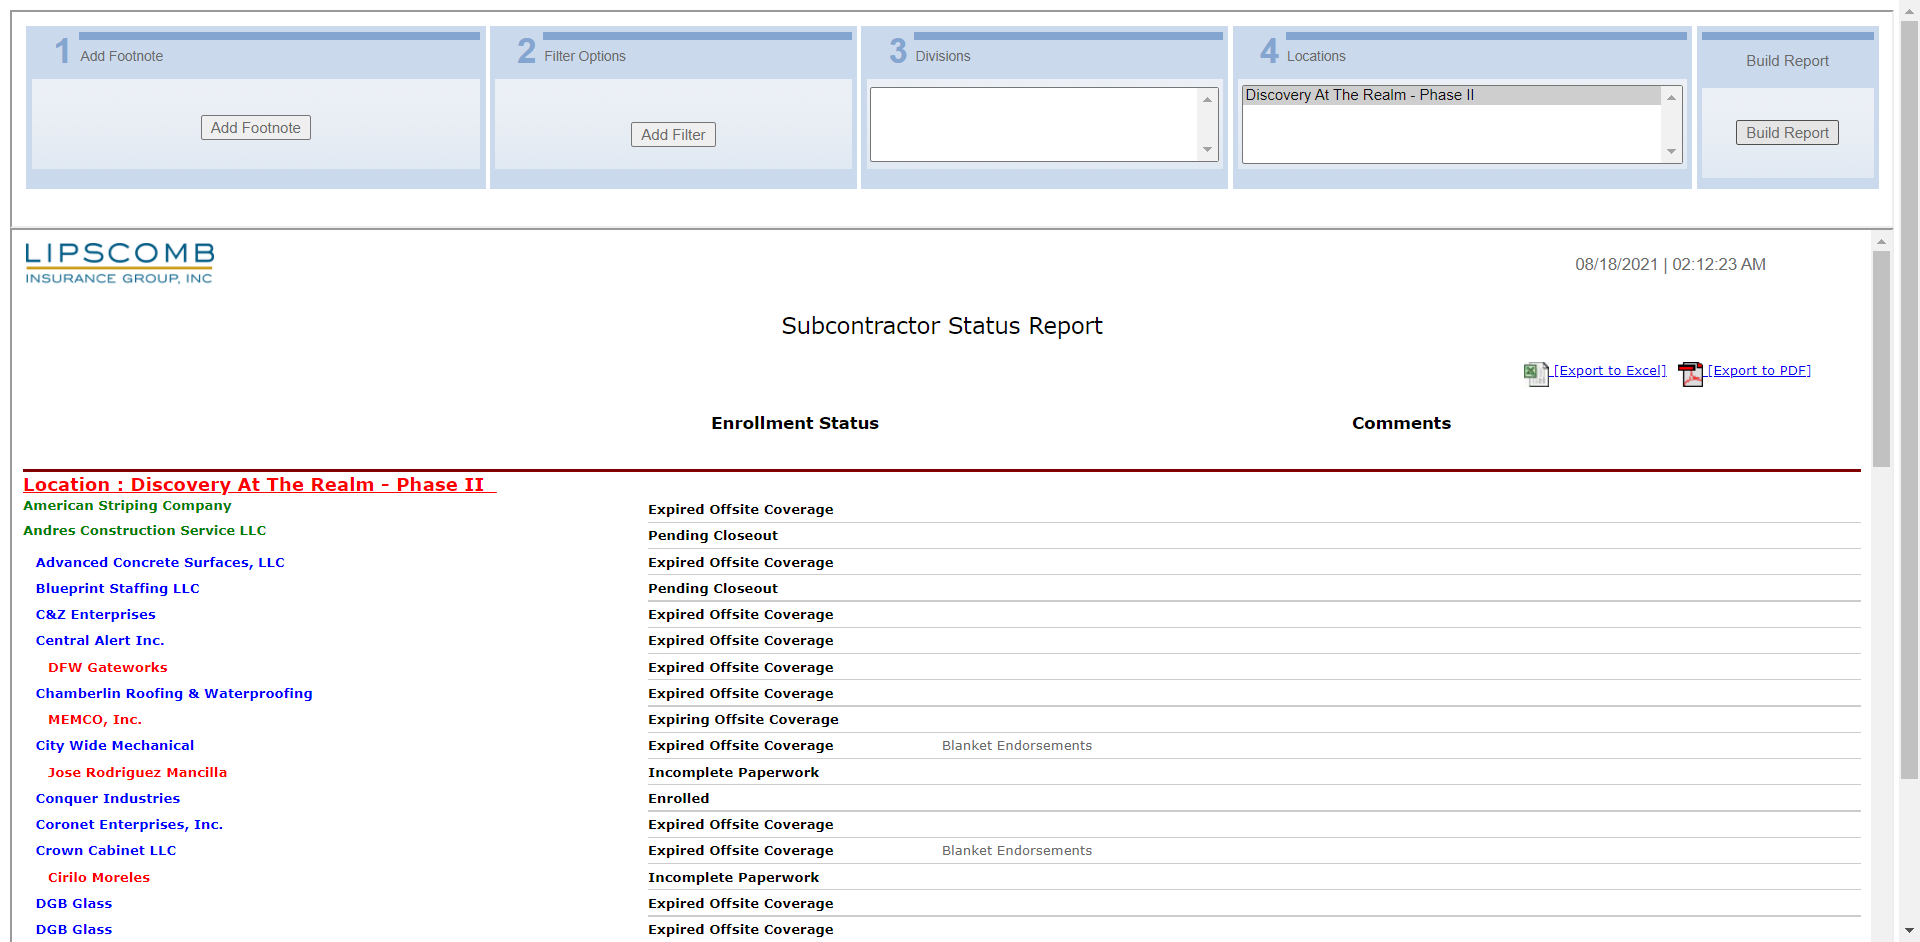 1 Add Footnote
Add Footnote
2 Filter Options
Add Filter
3 Divisions
4 Locations
Discovery At The Realm - Phase II
Build Report
Build Report
LIPSCOMB
INSURANCE GROUP, INC
08/18/2021 | 02:12:23 AM
Subcontractor Status Report
[Export to Excel] [Export to PDF]
Enrollment Status Comments
Location : Discovery At The Realm - Phase II
American Striping Company Expired Offsite Coverage
Andres Construction Service LLC Pending Closeout
Advanced Concrete Surfaces, LLC Expired Offsite Coverage
Blueprint Staffing LLC Pending Closeout
C&Z Enterprises Expired Offsite Coverage
Central Alert Inc. Expired Offsite Coverage
DFW Gateworks Expired Offsite Coverage
Chamberlin Roofing & Waterproofing Expired Offsite Coverage
MEMCO, Inc. Expiring Offsite Coverage
City Wide Mechanical Expired Offsite Coverage Blanket Endorsements
Jose Rodriguez Mancilla Incomplete Paperwork
Conquer Industries Enrolled
Coronet Enterprises, Inc. Expired Offsite Coverage
Crown Cabinet LLC Expired Offsite Coverage Blanket Endorsements
Cirilo Moreles Incomplete Paperwork
DGB Glass Expired Offsite Coverage
DGB Glass Expired Offsite Coverage